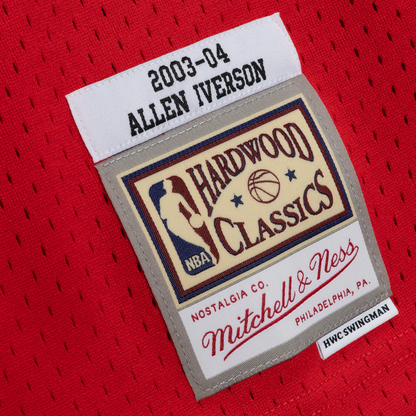 2003-04
ALLEN IVERSON
HARDWOOD
CLASSICS
NBA
NOSTALGIA CO.
Mitchell & Ness
PHILADELPHIA, PA.
HWC SWINGMAN